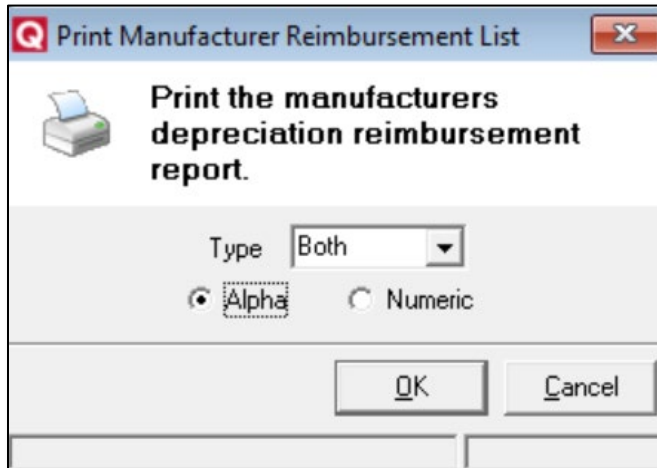 Q Print Manufacturer Reimbursement List
Print the manufacturers
depreciation reimbursement
report.
Type Both
Alpha Numeric
OK Cancel